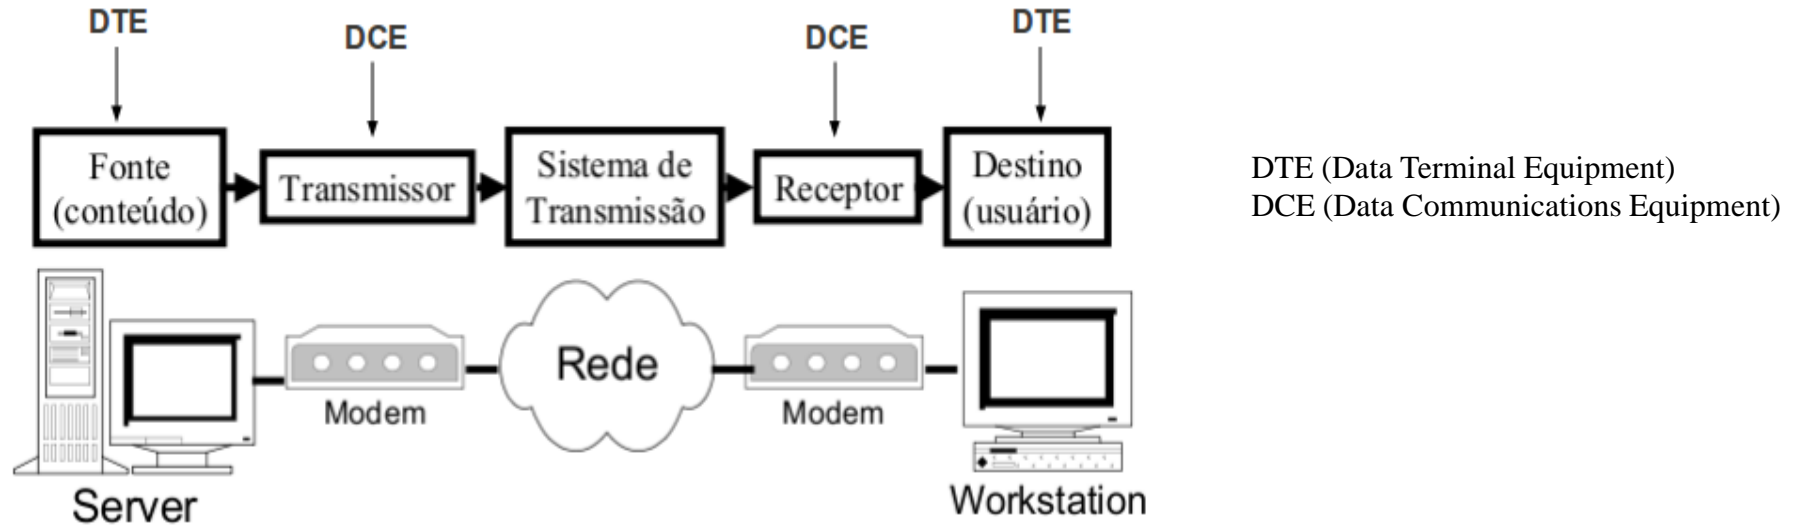 DTE
DCE
DCE
DTE
Fonte
(conteúdo)
Transmissor
Sistema de
Transmissão
Receptor
Destino
(usuário)
DTE (Data Terminal Equipment)
DCE (Data Communications Equipment)
Rede
Modem
Modem
Server
Workstation